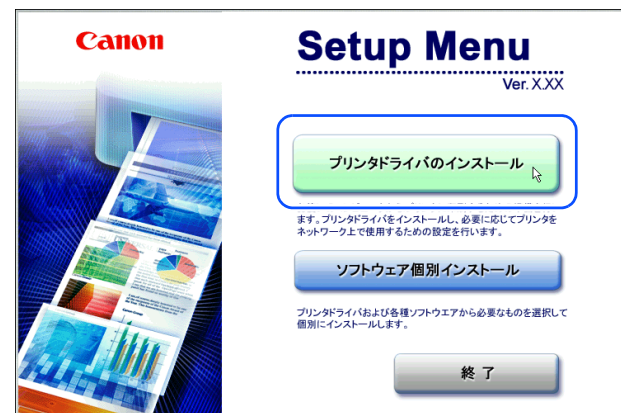 Canon
Setup Menu
Ver. X.XX
プリンタドライバのインストール
ます。プリンタドライバをインストールし、必要に応じてプリンタを
ネットワーク上で使用するための設定を行います。
ソフトウェア個別インストール
プリンタドライバおよび各種ソフトウエアから必要なものを選択して
個別にインストールします。
終 了